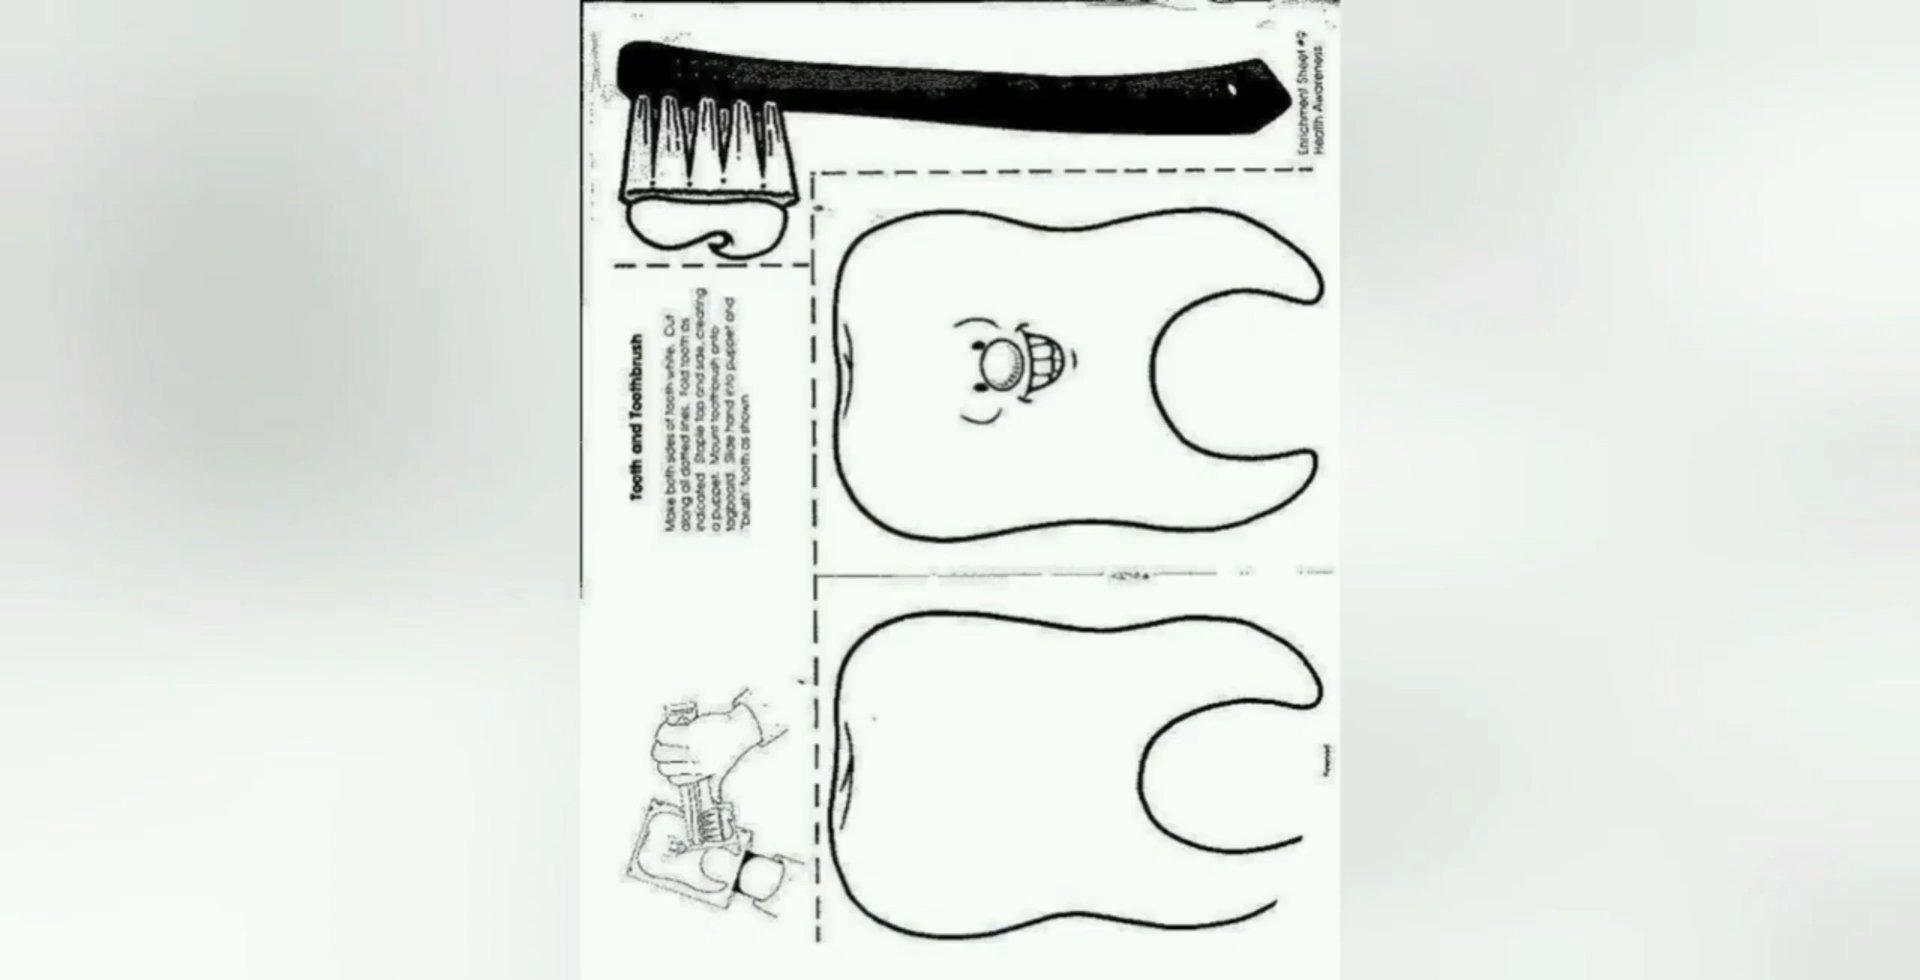 Enrichment Sheet #9
Health Awareness
Tooth and Toothbrush
Make both sides of tooth white. Cut
along all dotted lines. Fold tooth as
indicated. Staple top and side, creating
a puppet. Mount toothbrush onto
tagboard. Slide hand into puppet and
"brush" tooth as shown